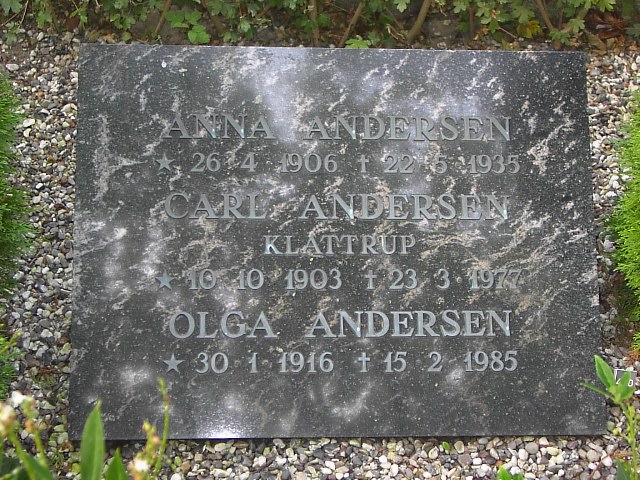 ANNA ANDERSEN
★ 26 4 1906 † 22 5 1935
CARL ANDERSEN
KLATTRUP
★ 10 10 1903 † 23 3 1977
OLGA ANDERSEN
★ 30 1 1916 † 15 2 1985